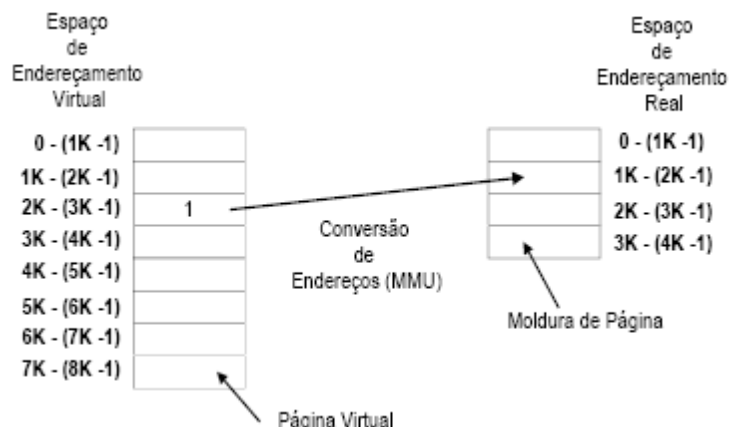 Espaço
de
Endereçamento
Virtual
0 - (1K -1)
1K - (2K -1)
2K - (3K -1)
3K - (4K -1)
4K - (5K -1)
5K - (6K -1)
6K - (7K -1)
7K - (8K -1)
1
Página Virtual
Conversão
de
Endereços (MMU)
Espaço
de
Endereçamento
Real
0 - (1K -1)
1K - (2K -1)
2K - (3K -1)
3K - (4K -1)
Moldura de Página